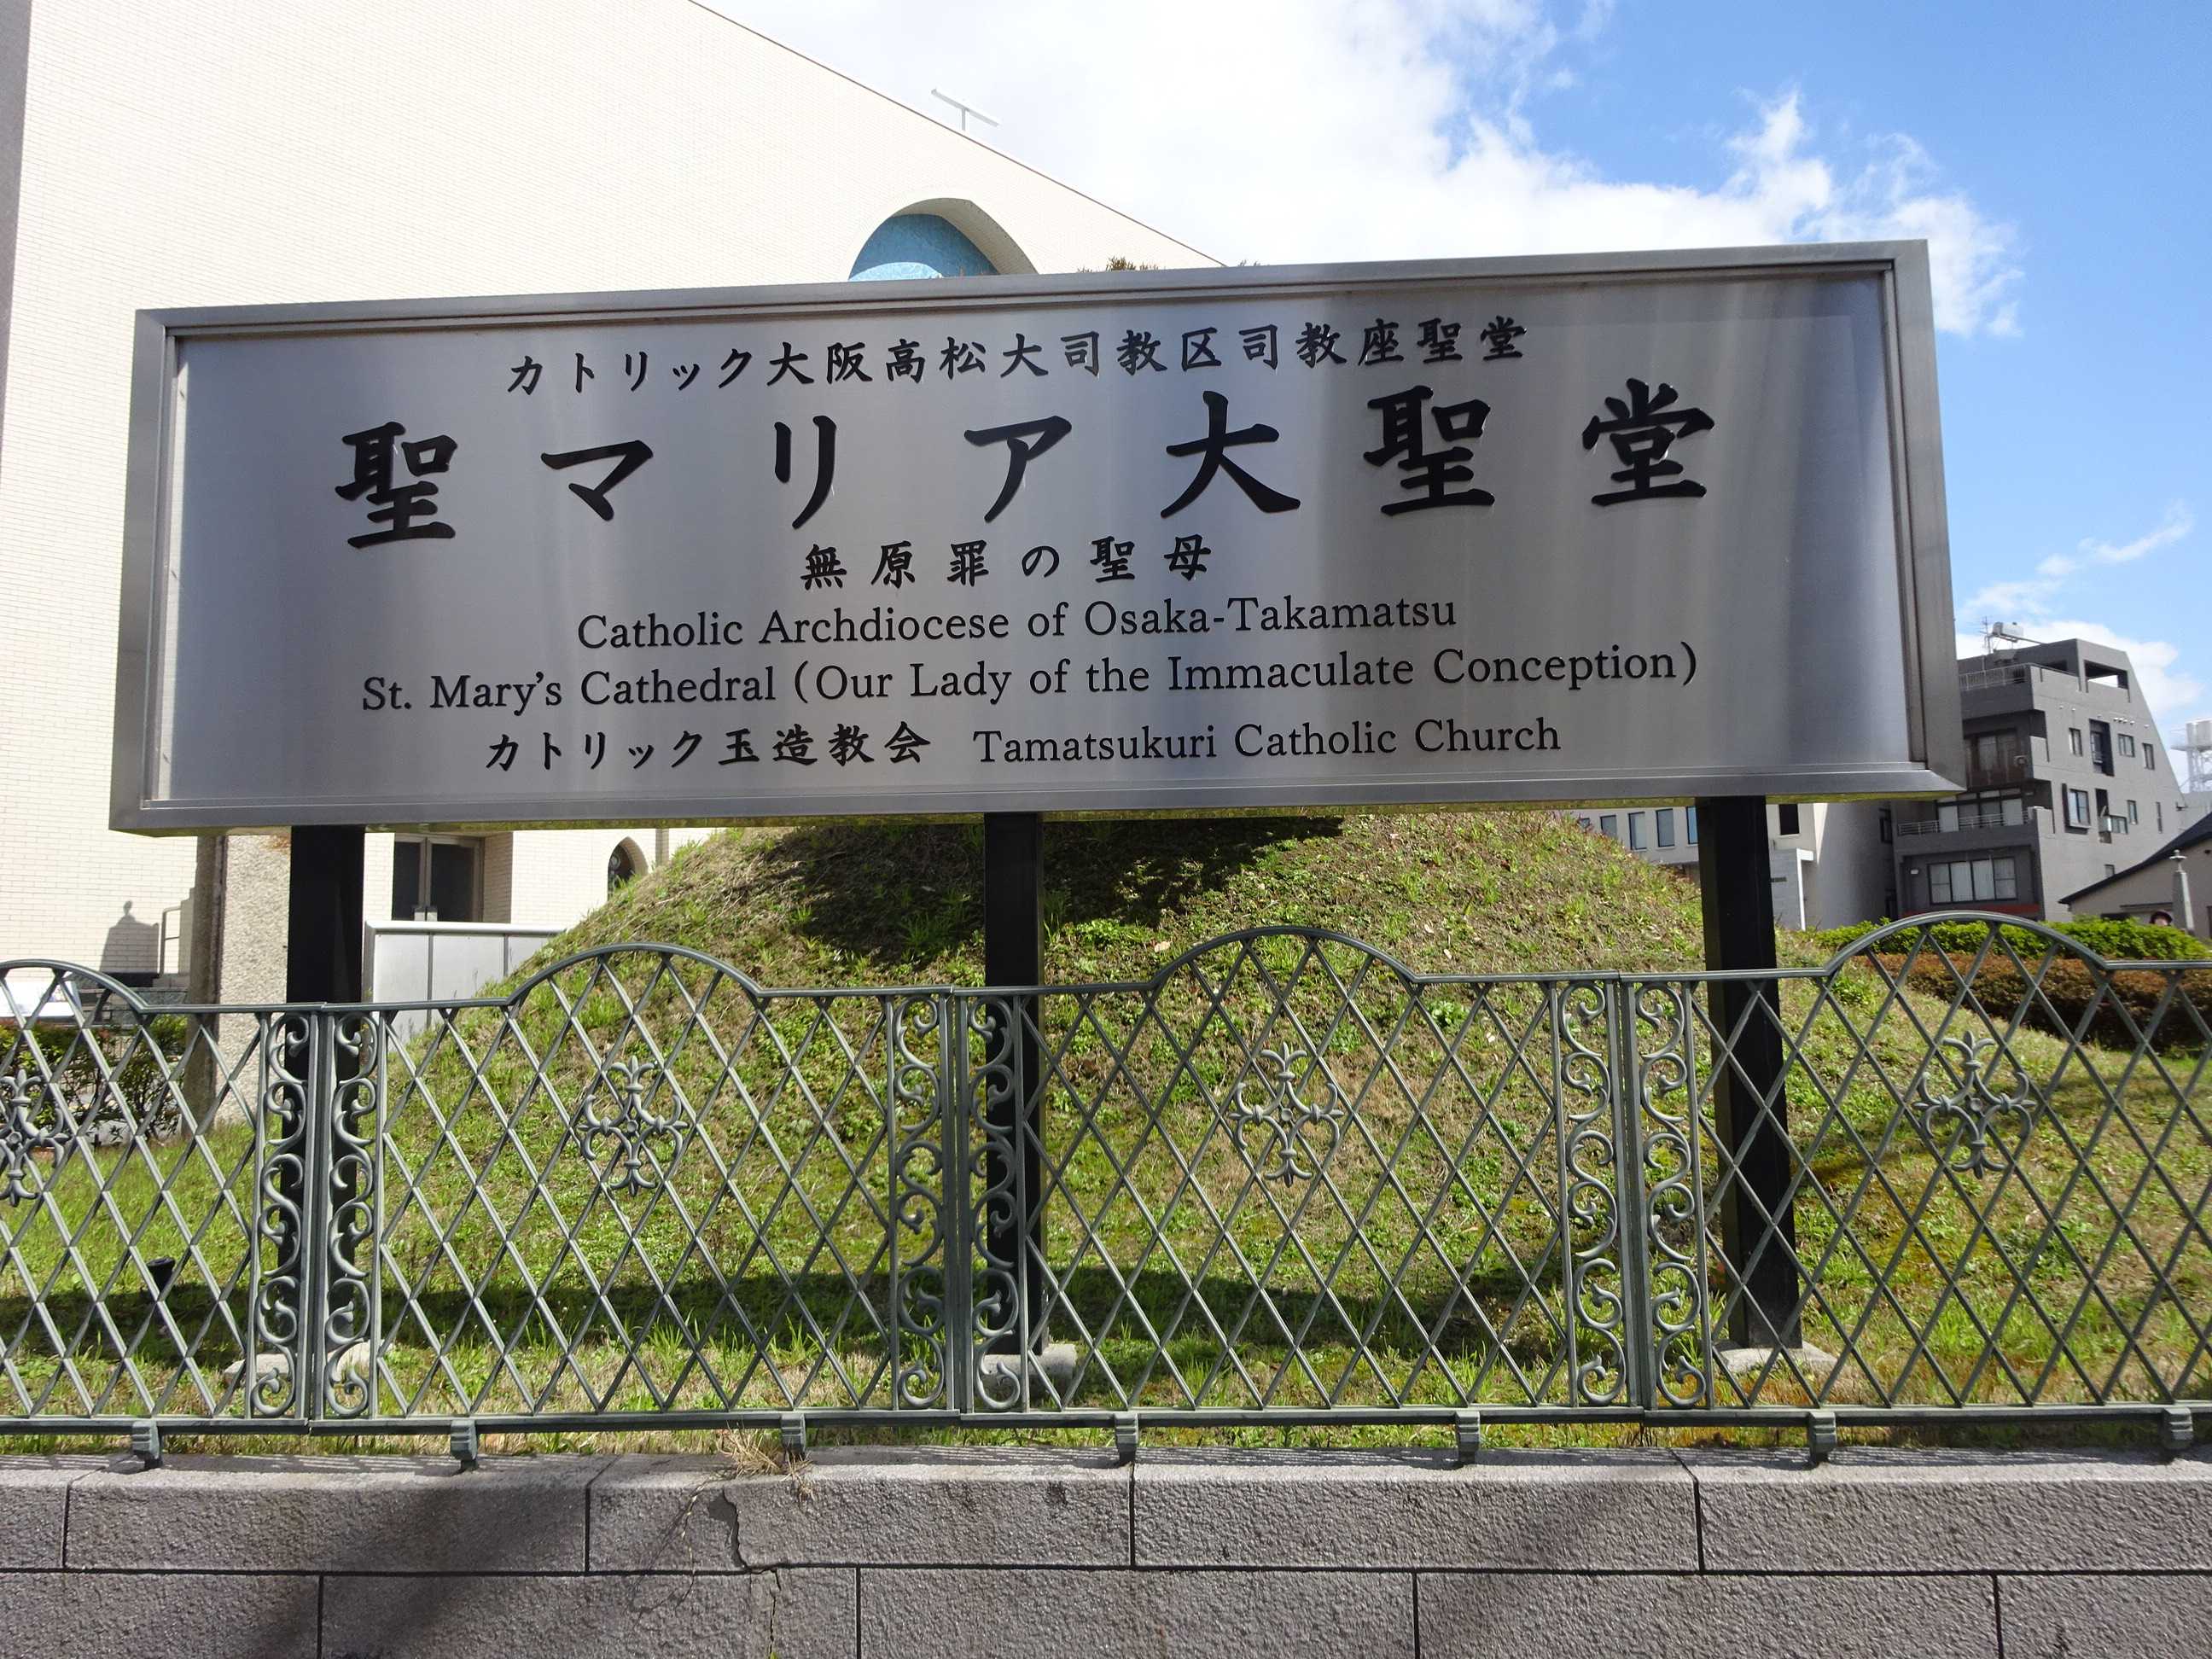 カトリック大阪高松大司教区司教座聖堂
聖マリア大聖堂
無原罪の聖母
Catholic Archdiocese of Osaka-Takamatsu
St. Mary's Cathedral (Our Lady of the Immaculate Conception)
カトリック玉造教会 Tamatsukuri Catholic Church